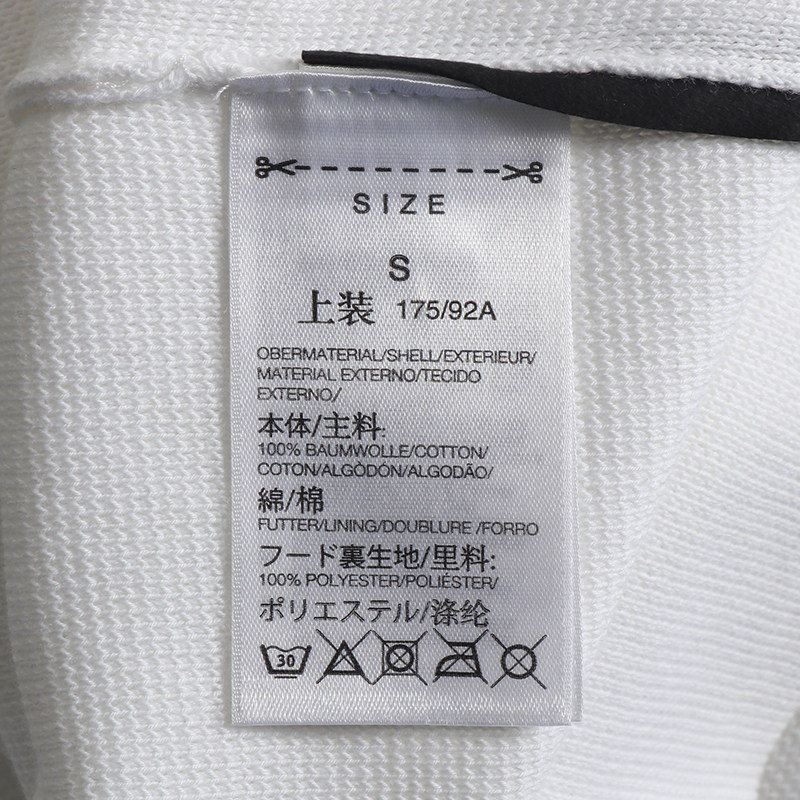 SIZE
S
上装 175/92A
OBERMATERIAL/SHELL/EXTERIEUR/
MATERIAL EXTERNO/TECIDO
EXTERNO/
本体/主料:
100% BAUMWOLLE/COTTON/
COTON/ALGODÓN/ALGODÃO/
綿/棉
FUTTER/LINING/DOUBLURE /FORRO
フード裏生地/里料:
100% POLYESTER/POLIÉSTER/
ポリエステル/涤纶
30